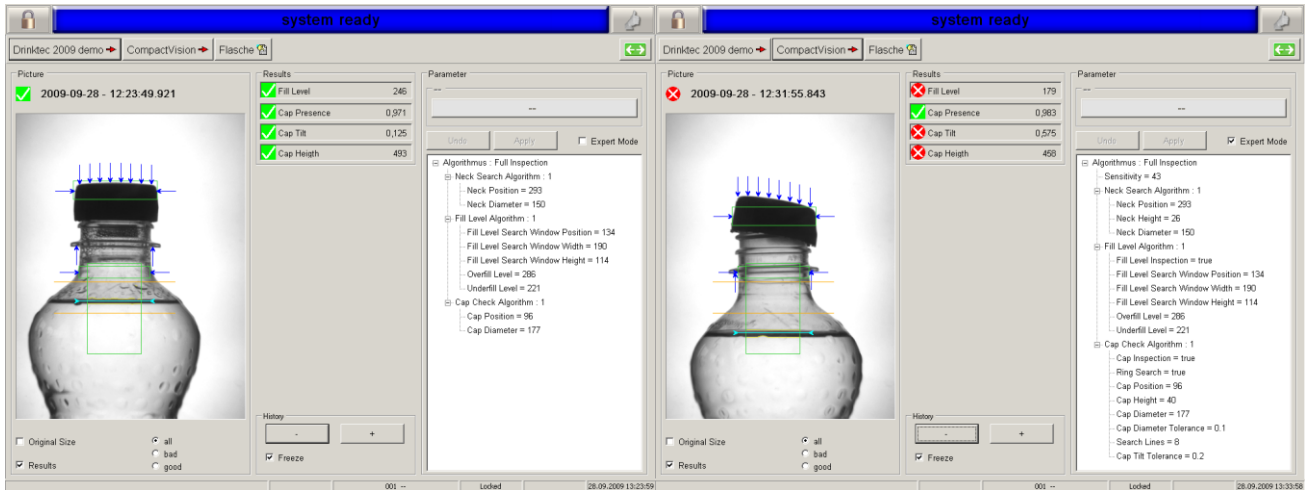 system ready
Drinktec 2009 demo
CompactVision
Flasche
Picture
2009-09-28 - 12:23:49.921
Original Size
Results
all
bad
good
Results
Fill Level 246
Cap Presence 0,971
Cap Tilt 0,125
Cap Heigth 493
History
- +
Freeze
Parameter
--
--
Undo Apply Expert Mode
Algorithmus : Full Inspection
Neck Search Algorithm : 1
Neck Position = 293
Neck Diameter = 150
Fill Level Algorithm : 1
Fill Level Search Window Position = 134
Fill Level Search Window Width = 190
Fill Level Search Window Height = 114
Overfill Level = 286
Underfill Level = 221
Cap Check Algorithm : 1
Cap Position = 96
Cap Diameter = 177
001 -- Locked 28.09.2009 13:23:59
system ready
Drinktec 2009 demo
CompactVision
Flasche
Picture
2009-09-28 - 12:31:55.843
Original Size
Results
all
bad
good
Results
Fill Level 179
Cap Presence 0,983
Cap Tilt 0,575
Cap Heigth 458
History
- +
Freeze
Parameter
--
--
Undo Apply Expert Mode
Algorithmus : Full Inspection
Sensitivity = 43
Neck Search Algorithm : 1
Neck Position = 293
Neck Height = 26
Neck Diameter = 150
Fill Level Algorithm : 1
Fill Level Inspection = true
Fill Level Search Window Position = 134
Fill Level Search Window Width = 190
Fill Level Search Window Height = 114
Overfill Level = 286
Underfill Level = 221
Cap Check Algorithm : 1
Cap Inspection = true
Ring Search = true
Cap Position = 96
Cap Height = 40
Cap Diameter = 177
Cap Diameter Tolerance = 0.1
Search Lines = 8
Cap Tilt Tolerance = 0.2
001 -- Locked 28.09.2009 13:33:58